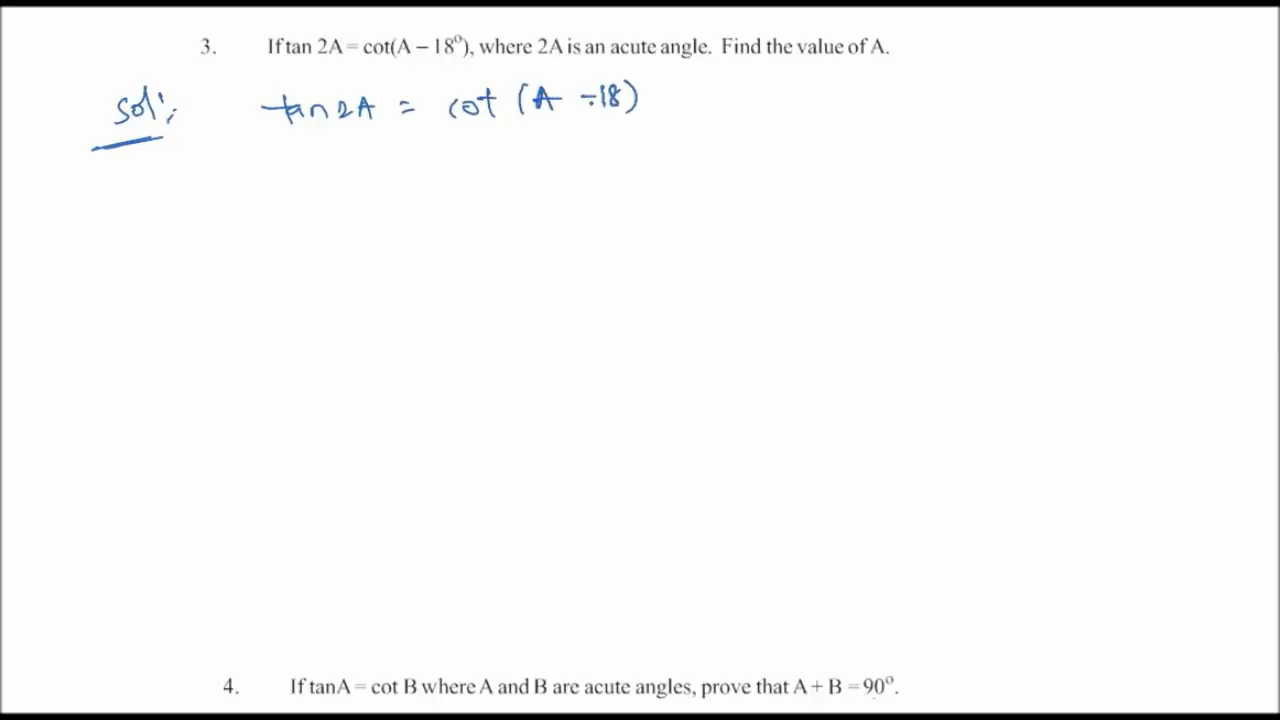 3. If tan 2A = cot(A – 18°), where 2A is an acute angle. Find the value of A.
Sol: tan 2A = cot (A -18)
4. If tanA = cot B where A and B are acute angles, prove that A + B = 90°.